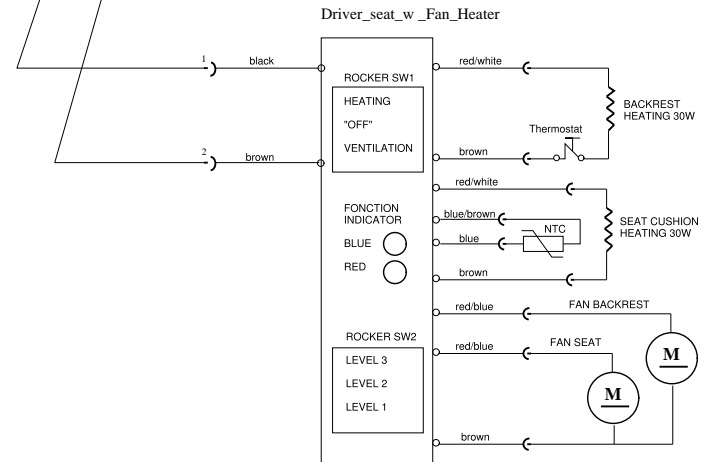 Driver_seat_w _Fan_Heater
1
black
red/white
ROCKER SW1
HEATING
"OFF"
VENTILATION
BACKREST
HEATING 30W
Thermostat
2
brown
brown
red/white
FONCTION
INDICATOR
BLUE
RED
blue/brown
NTC
blue
SEAT CUSHION
HEATING 30W
brown
red/blue
FAN BACKREST
ROCKER SW2
LEVEL 3
LEVEL 2
LEVEL 1
red/blue
FAN SEAT
M
M
brown